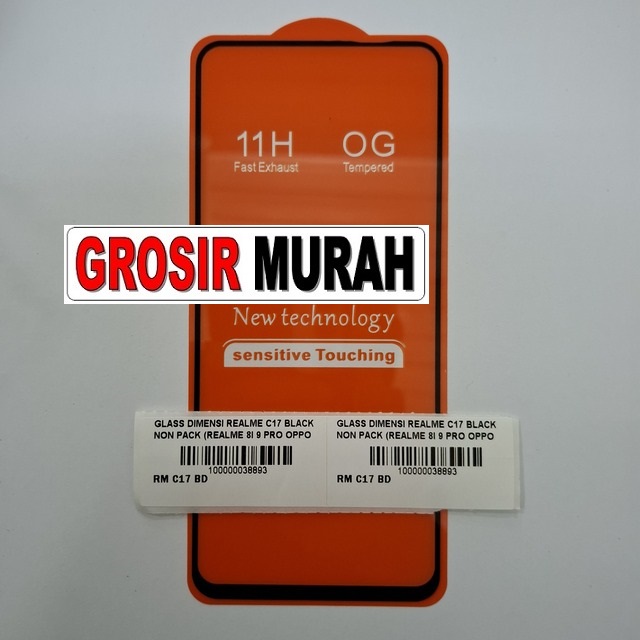 11H OG
Fast Exhaust Tempered
GROSIR MURAH
New technology
sensitive Touching
GLASS DIMENSI REALME C17 BLACK
NON PACK (REALME 8I 9 PRO OPPO
100000038893
RM C17 BD
GLASS DIMENSI REALME C17 BLACK
NON PACK (REALME 8I 9 PRO OPPO
100000038893
RM C17 BD